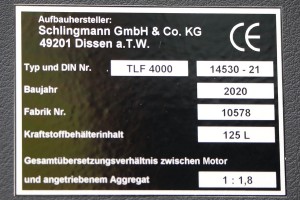 Aufbauhersteller:
Schlingmann GmbH & Co. KG
49201 Dissen a.T.W.
CE
Typ und DIN Nr. TLF 4000 14530 - 21
Baujahr 2020
Fabrik Nr. 10578
Kraftstoffbehälterinhalt 125 L
Gesamtübersetzungsverhältnis zwischen Motor
und angetriebenem Aggregat 1 : 1,8